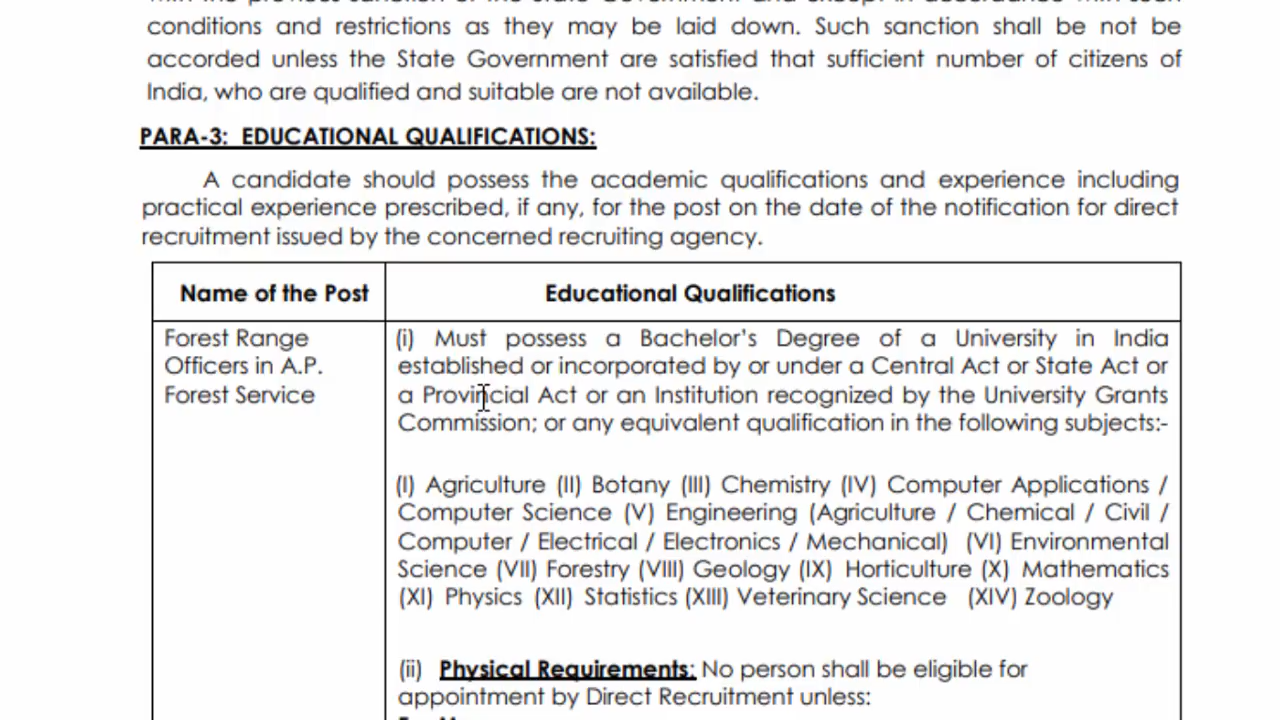 conditions and restrictions as they may be laid down. Such sanction shall be not be
accorded unless the State Government are satisfied that sufficient number of citizens of
India, who are qualified and suitable are not available.
PARA-3: EDUCATIONAL QUALIFICATIONS:
A candidate should possess the academic qualifications and experience including
practical experience prescribed, if any, for the post on the date of the notification for direct
recruitment issued by the concerned recruiting agency.
Name of the Post
Educational Qualifications
Forest Range
Officers in A.P.
Forest Service
(i) Must possess a Bachelor's Degree of a University in India
established or incorporated by or under a Central Act or State Act or
a Provincial Act or an Institution recognized by the University Grants
Commission; or any equivalent qualification in the following subjects:-
(I) Agriculture (II) Botany (III) Chemistry (IV) Computer Applications /
Computer Science (V) Engineering (Agriculture / Chemical / Civil /
Computer / Electrical / Electronics / Mechanical) (VI) Environmental
Science (VII) Forestry (VIII) Geology (IX) Horticulture (X) Mathematics
(XI) Physics (XII) Statistics (XIII) Veterinary Science (XIV) Zoology
(ii) Physical Requirements: No person shall be eligible for
appointment by Direct Recruitment unless: